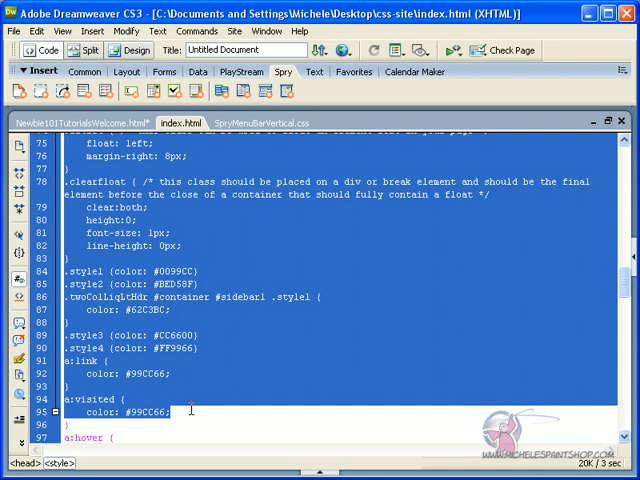 Adobe Dreamweaver CS3 - [C:\Documents and Settings\Michele\Desktop\css-site\index.html (XHTML)]
File Edit View Insert Modify Text Commands Site Window Help
Code Split Design Title: Untitled Document Check Page
Insert Common Layout Forms Data PlayStream Spry Text Favorites Calendar Maker
Newbie101TutorialsWelcome.html* index.html SpryMenuBarVertical.css
75 float: left;
76 margin-right: 8px;
77 }
78 .clearfloat { /* this class should be placed on a div or break element and should be the final
element before the close of a container that should fully contain a float */
79 clear:both;
80 height:0;
81 font-size: 1px;
82 line-height: 0px;
83 }
84 .style1 {color: #0099CC}
85 .style2 {color: #BED58F}
86 .twoColLiqLtHdr #container #sidebar1 .style1 {
87 color: #62C3BC;
88 }
89 .style3 {color: #CC6600}
90 .style4 {color: #FF9966}
91 a:link {
92 color: #99CC66;
93 }
94 a:visited {
95 color: #99CC66;
96 }
97 a:hover {
WWW.MICHELESPAINTSHOP.COM
<head> <style> 20K / 3 sec